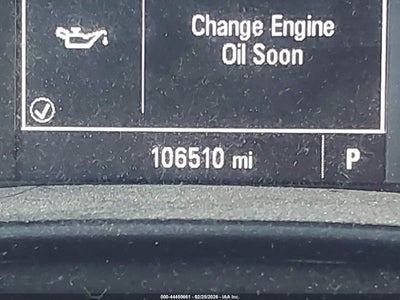 Change Engine
Oil Soon
106510 mi
P
000-44450661 - 02/25/2026 - IAA Inc.